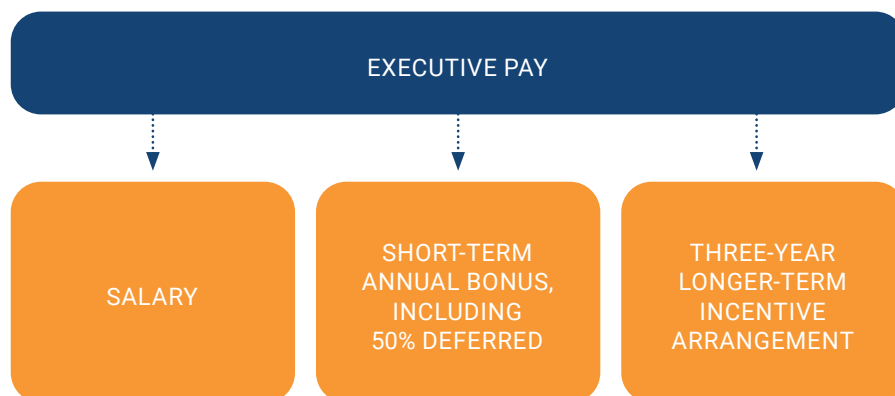 EXECUTIVE PAY
SALARY
SHORT-TERM
ANNUAL BONUS,
INCLUDING
50% DEFERRED
THREE-YEAR
LONGER-TERM
INCENTIVE
ARRANGEMENT